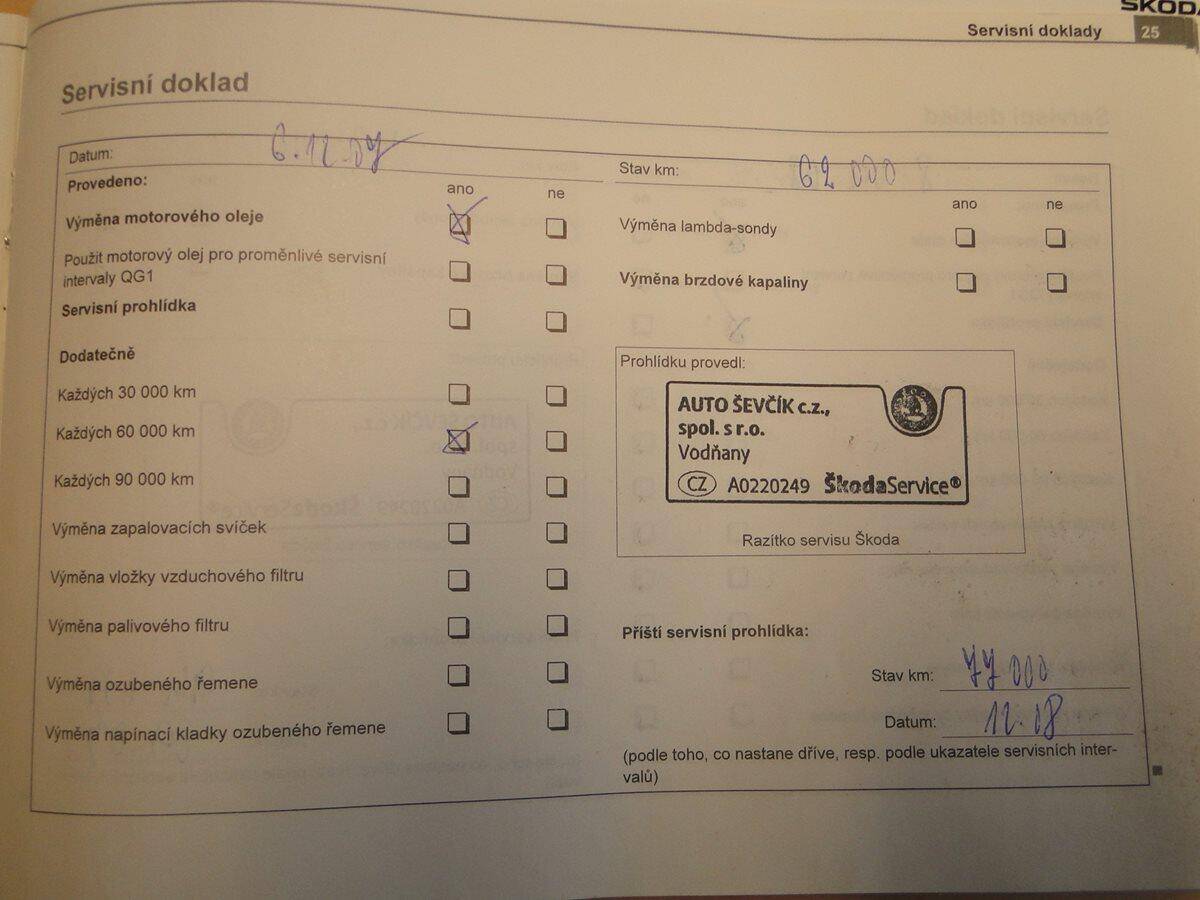 ŠKODA
Servisní doklady 25
Servisní doklad
Datum: 6.12.07
Provedeno:
ano ne
Výměna motorového oleje
Použit motorový olej pro proměnlivé servisní
intervaly QG1
Servisní prohlídka
Dodatečně
Každých 30 000 km
Každých 60 000 km
Každých 90 000 km
Výměna zapalovacích svíček
Výměna vložky vzduchového filtru
Výměna palivového filtru
Výměna ozubeného řemene
Výměna napínací kladky ozubeného řemene
Stav km: 62 000
ano ne
Výměna lambda-sondy
Výměna brzdové kapaliny
Prohlídku provedl:
AUTO ŠEVČÍK c.z.,
spol. s r.o.
Vodňany
CZ A0220249 ŠkodaService®
Razítko servisu Škoda
Příští servisní prohlídka:
Stav km: 77 000
Datum: 12.08
(podle toho, co nastane dříve, resp. podle ukazatele servisních inter-
valů)